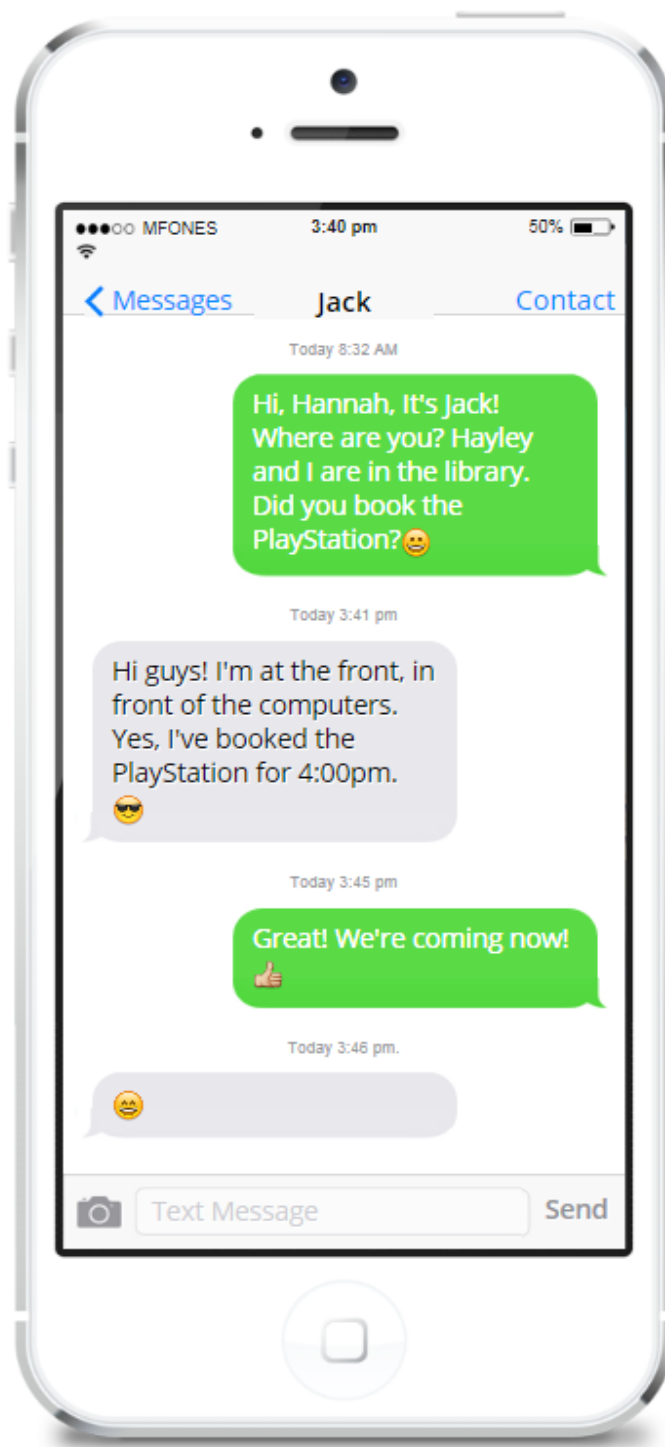 ●●●○○ MFONES 3:40 pm 50%
Messages Jack Contact
Today 8:32 AM
Hi, Hannah, It's Jack!
Where are you? Hayley
and I are in the library.
Did you book the
PlayStation?😀
Today 3:41 pm
Hi guys! I'm at the front, in
front of the computers.
Yes, I've booked the
PlayStation for 4:00pm.
😎
Today 3:45 pm
Great! We're coming now!
👍
Today 3:46 pm.
😄
Text Message Send